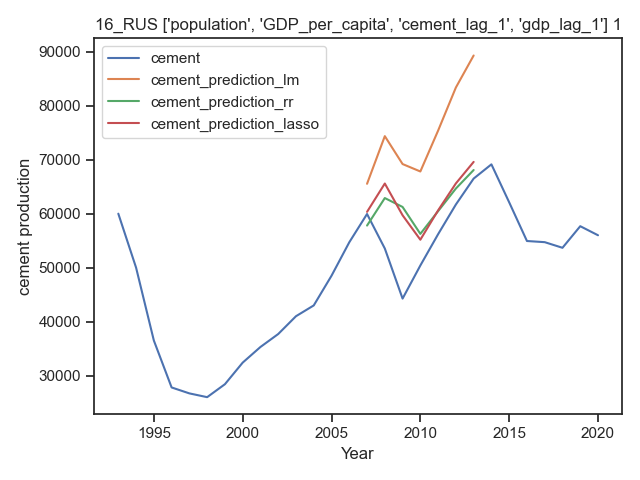 16_RUS ['population', 'GDP_per_capita', 'cement_lag_1', 'gdp_lag_1'] 1
cement
cement_prediction_lm
cement_prediction_rr
cement_prediction_lasso
90000
80000
70000
60000
50000
40000
30000
cement production
1995 2000 2005 2010 2015 2020
Year